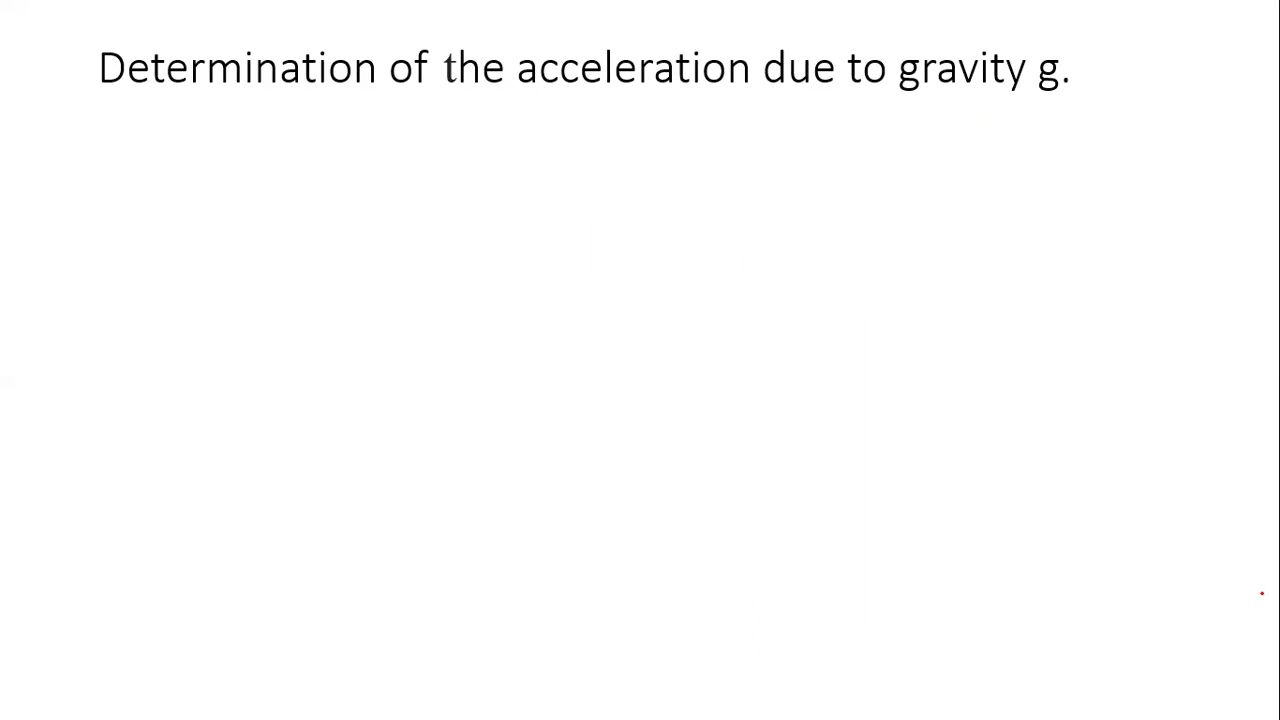 Determination of the acceleration due to gravity g.